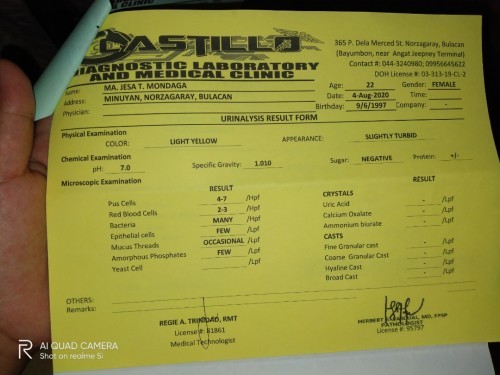 CASTILLO
DIAGNOSTIC LABORATORY
AND MEDICAL CLINIC
365 P. Dela Merced St. Norzagaray, Bulacan
(Bayumbon, near Angat Jeepney Terminal)
Contact #: 044-3240980; 09956645622
DOH License #: 03-313-19-CL-2
Name: MA. JESA T. MONDAGA Age: 22 Gender: FEMALE
Address: MINUYAN, NORZAGARAY, BULACAN Date: 4-Aug-2020 Time:
Physician: Birthday: 9/6/1997 Company: -
URINALYSIS RESULT FORM
Physical Examination
COLOR: LIGHT YELLOW APPEARANCE: SLIGHTLY TURBID
Chemical Examination
pH: 7.0 Specific Gravity: 1.010 Sugar: NEGATIVE Protein: +/-
Microscopic Examination
RESULT RESULT
Pus Cells 4-7 /Hpf CRYSTALS
Red Blood Cells 2-3 /Hpf Uric Acid - /Lpf
Bacteria MANY /Hpf Calcium Oxalate - /Lpf
Epithelial cells FEW /Lpf Ammonium biurate - /Lpf
Mucus Threads OCCASIONAL /Lpf CASTS
Amorphous Phosphates FEW /Lpf Fine Granular cast - /Lpf
Yeast Cell /Lpf Coarse Granular Cast - /Lpf
Hyaline Cast - /Lpf
Broad Cast - /Lpf
OTHERS:
Remarks:
REGIE A. TRINIDAD, RMT
License #: 81861
Medical Technologist
HERBERT MD, FPSP
PATHOLOGIST
License #: 95797
AI QUAD CAMERA
Shot on realme 5i